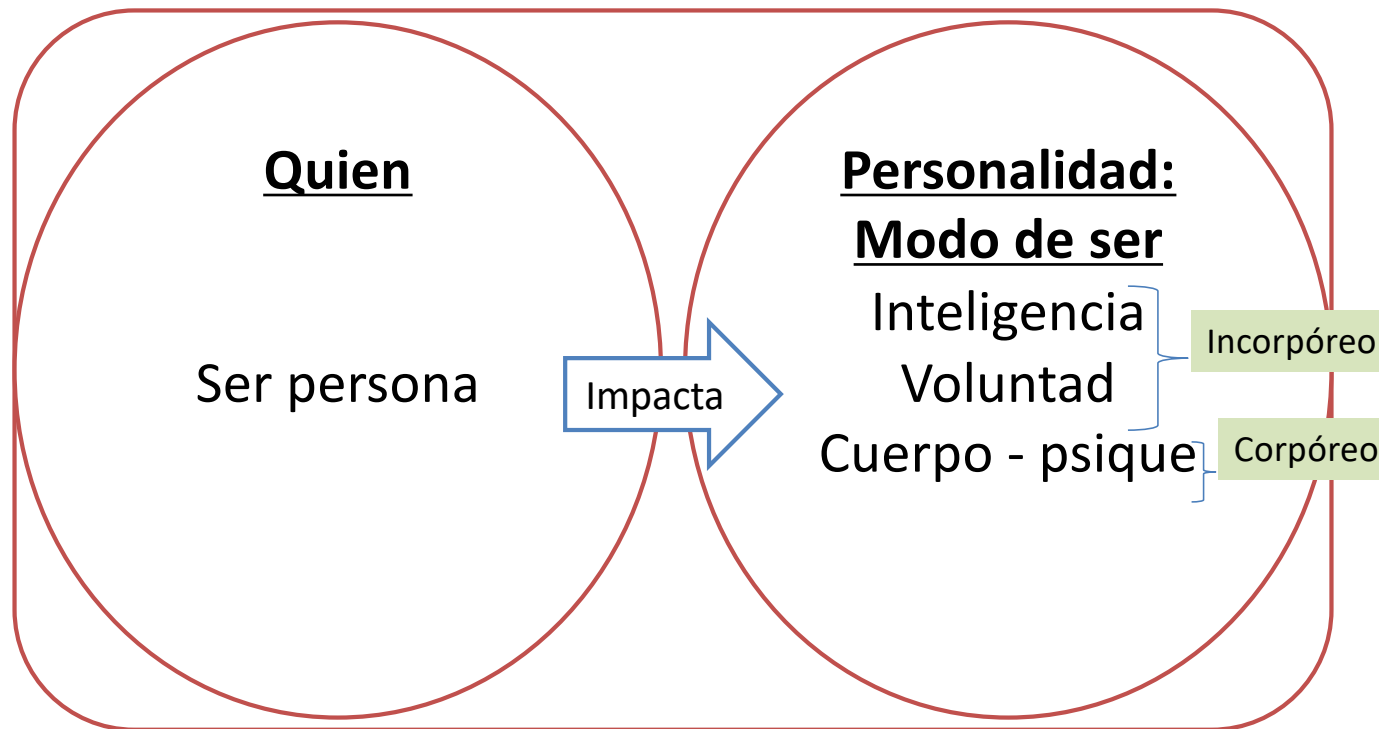 Quien
Ser persona
Impacta
Personalidad:
Modo de ser
Inteligencia
Voluntad
Cuerpo - psique
Incorpóreo
Corpóreo